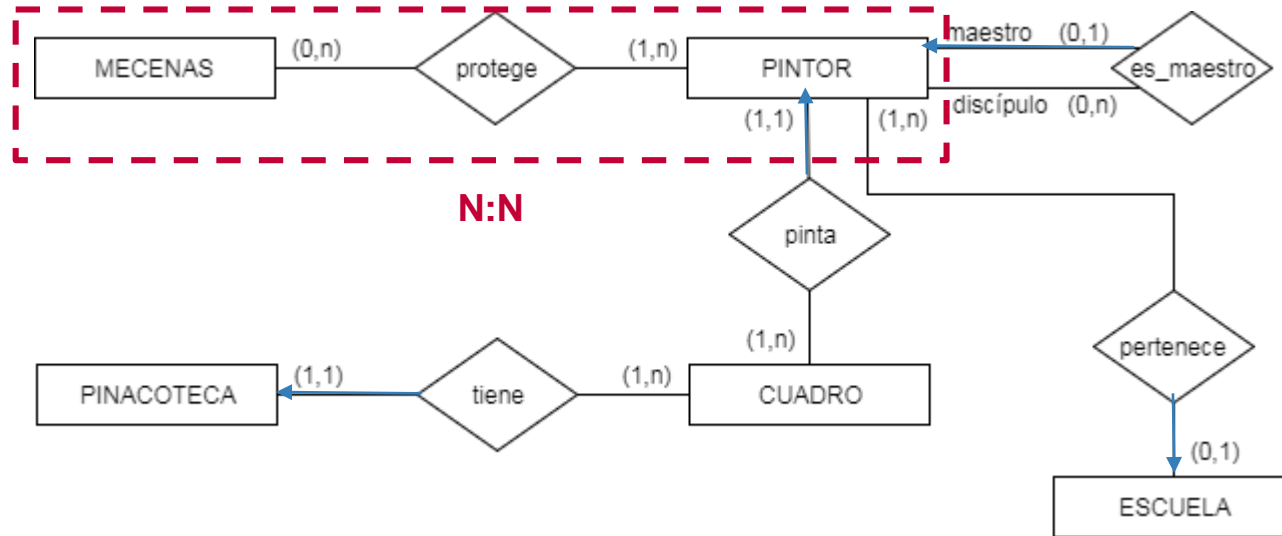 maestro (0,1)
(0,n) (1,n)
MECENAS protege PINTOR es_maestro
discípulo (0,n)
(1,1) (1,n)
N:N
pinta
(1,n)
pertenece
(1,1) (1,n)
PINACOTECA tiene CUADRO
(0,1)
ESCUELA